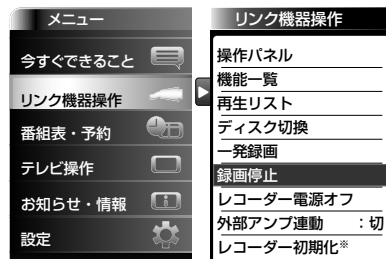 メニュー
今すぐできること
リンク機器操作
番組表・予約
テレビ操作
お知らせ・情報
設定
リンク機器操作
操作パネル
機能一覧
再生リスト
ディスク切換
一発録画
録画停止
レコーダー電源オフ
外部アンプ連動 ：切
レコーダー初期化※